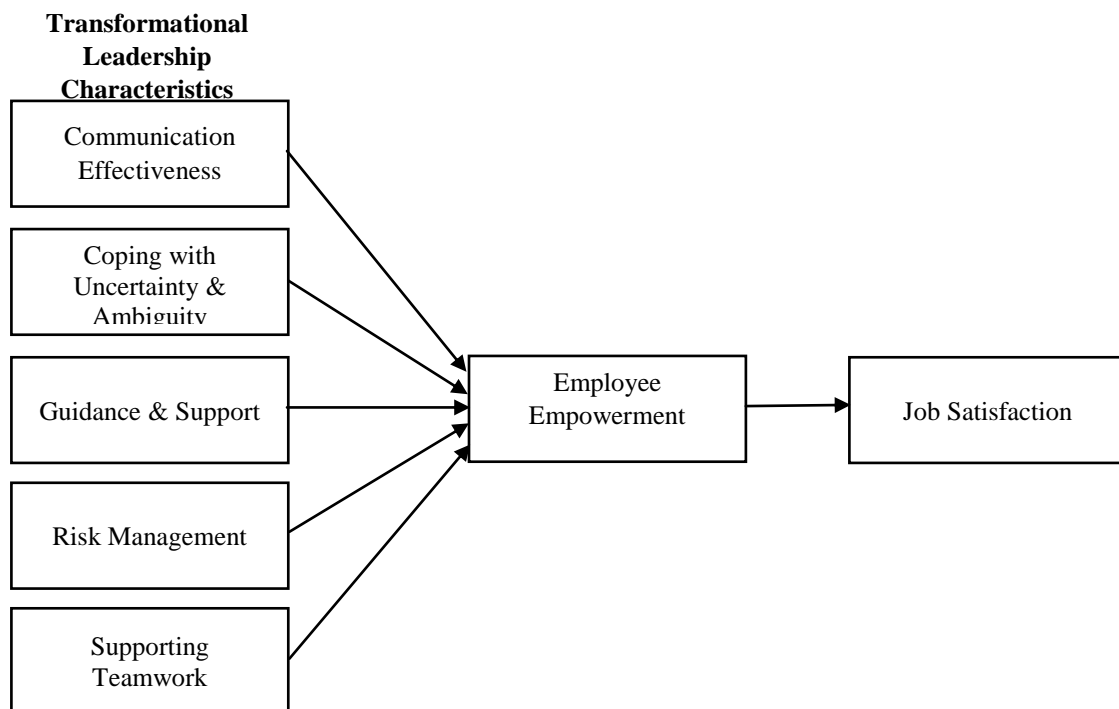 Transformational
Leadership
Characteristics
Communication
Effectiveness
Coping with
Uncertainty &
Ambiguity
Guidance & Support
Risk Management
Supporting
Teamwork
Employee
Empowerment
Job Satisfaction